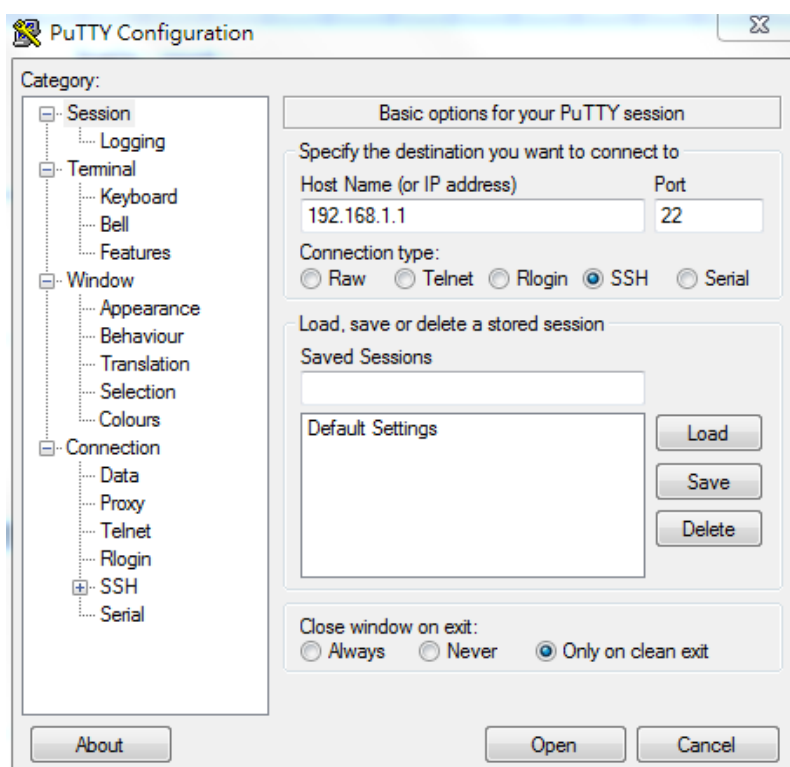 PuTTY Configuration
Category:
Session
Logging
Terminal
Keyboard
Bell
Features
Window
Appearance
Behaviour
Translation
Selection
Colours
Connection
Data
Proxy
Telnet
Rlogin
SSH
Serial
Basic options for your PuTTY session
Specify the destination you want to connect to
Host Name (or IP address) Port
192.168.1.1 22
Connection type:
Raw Telnet Rlogin SSH Serial
Load, save or delete a stored session
Saved Sessions
Default Settings
Load
Save
Delete
Close window on exit:
Always Never Only on clean exit
About Open Cancel